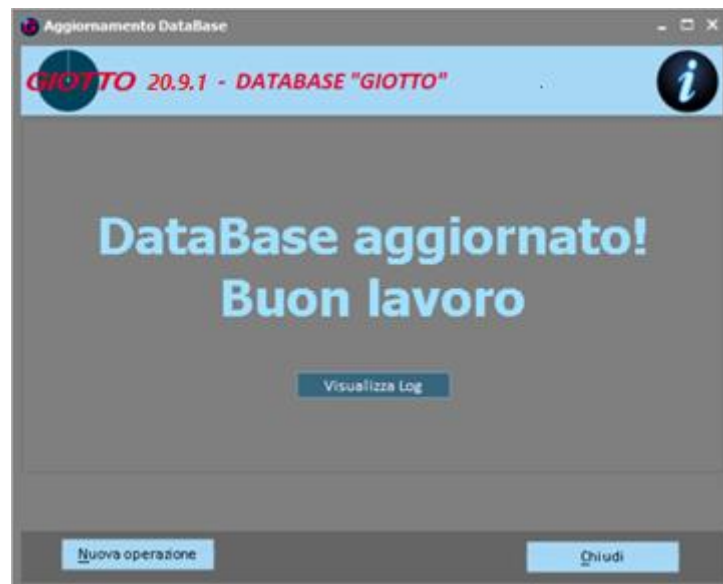 Aggiornamento DataBase
GIOTTO 20.9.1 - DATABASE "GIOTTO"
i
DataBase aggiornato!
Buon lavoro
Visualizza Log
Nuova operazione
Chiudi